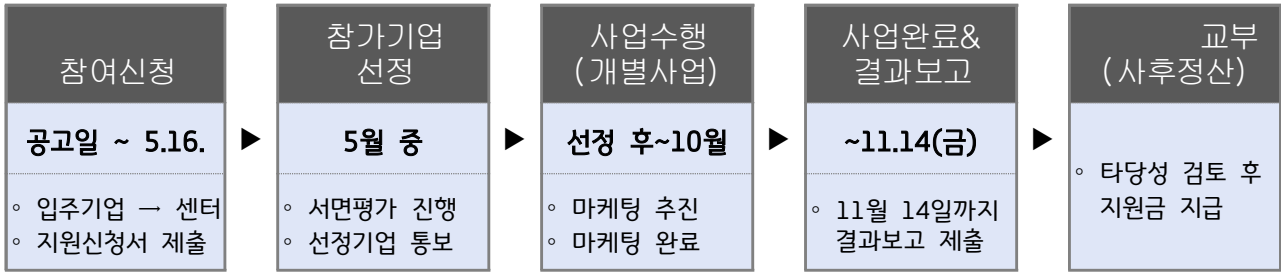 참여신청
공고일 ~ 5.16.
◦ 입주기업 → 센터
◦ 지원신청서 제출
▶
참가기업
선정
5월 중
◦ 서면평가 진행
◦ 선정기업 통보
▶
사업수행
(개별사업)
선정 후~10월
◦ 마케팅 추진
◦ 마케팅 완료
▶
사업완료&
결과보고
~11.14(금)
◦ 11월 14일까지
결과보고 제출
▶
교부
(사후정산)
◦ 타당성 검토 후
지원금 지급